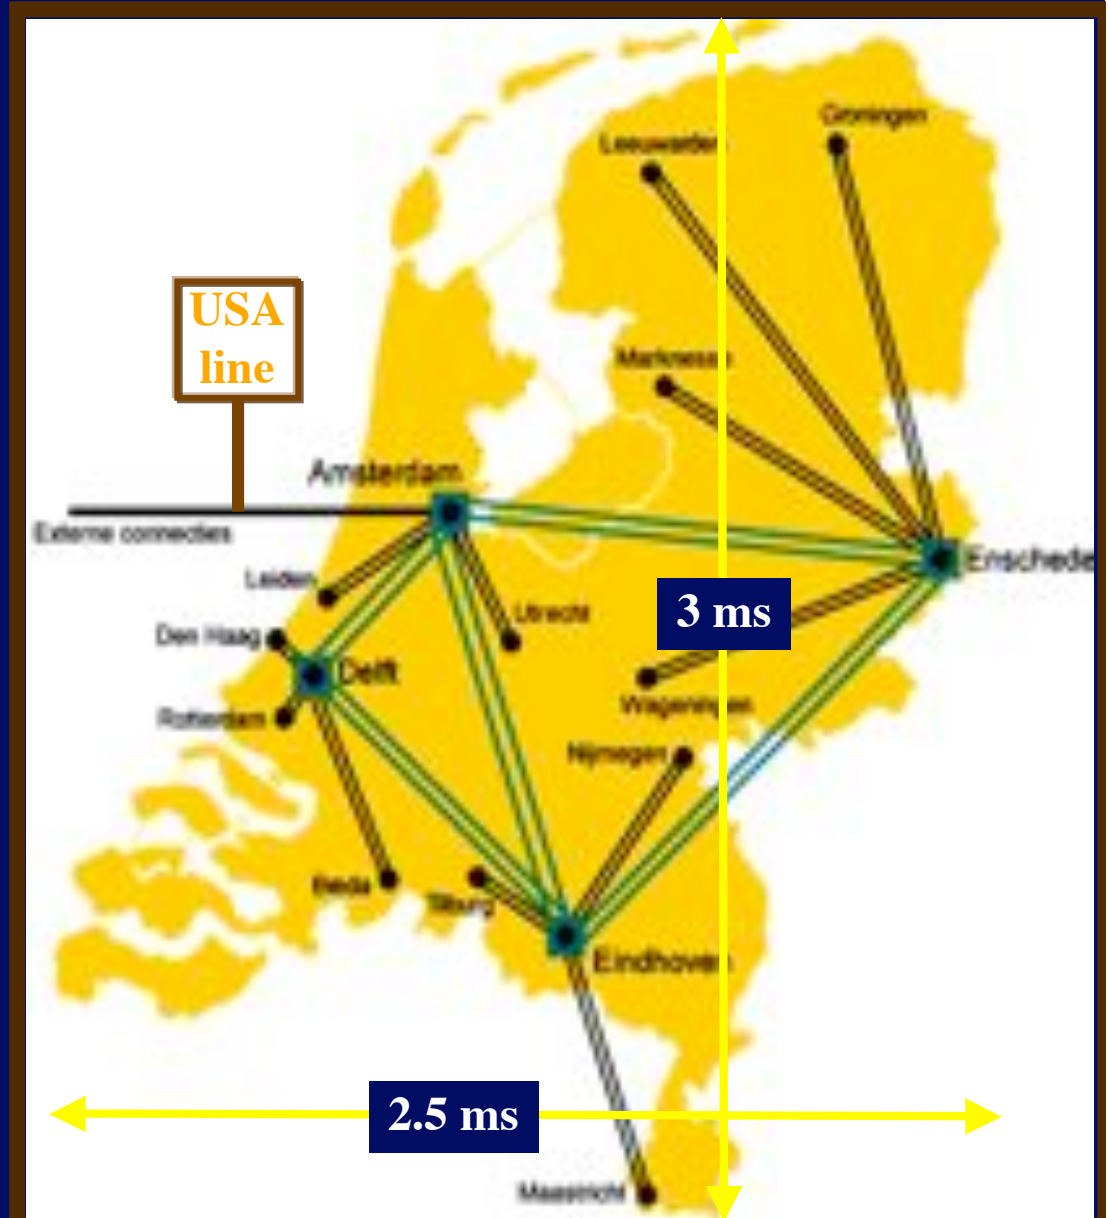 Groningen
Leeuwarden
USA
line
Marknesse
Amsterdam
Externe connecties
Enschede
Leiden
3 ms
Utrecht
Den Haag
Delft
Wageningen
Rotterdam
Nijmegen
Breda
Tilburg
Eindhoven
2.5 ms
Maastricht